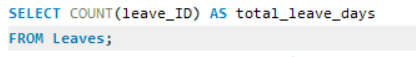 SELECT COUNT(leave_ID) AS total_leave_days
FROM Leaves;